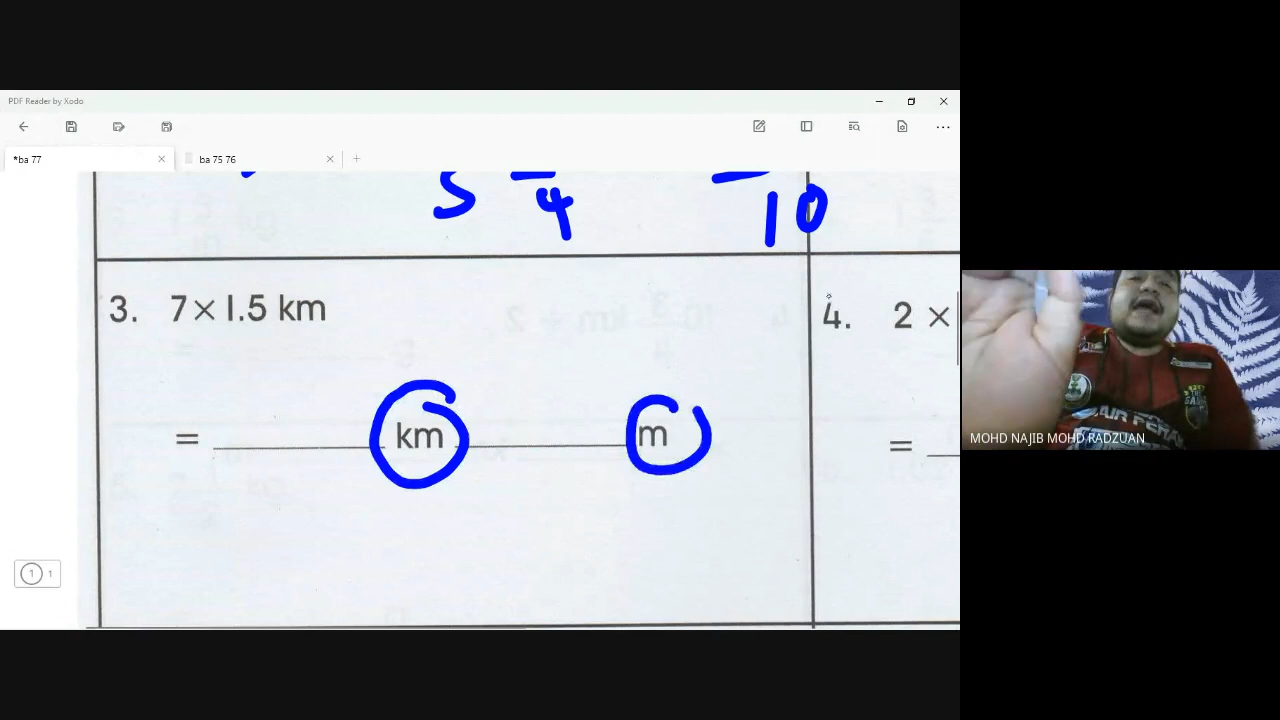 PDF Reader by Xodo
*ba 77
ba 75 76
5 4 10
3. 7 × 1.5 km
4. 2 ×
= km m
=
1 1
MOHD NAJIB MOHD RADZUAN